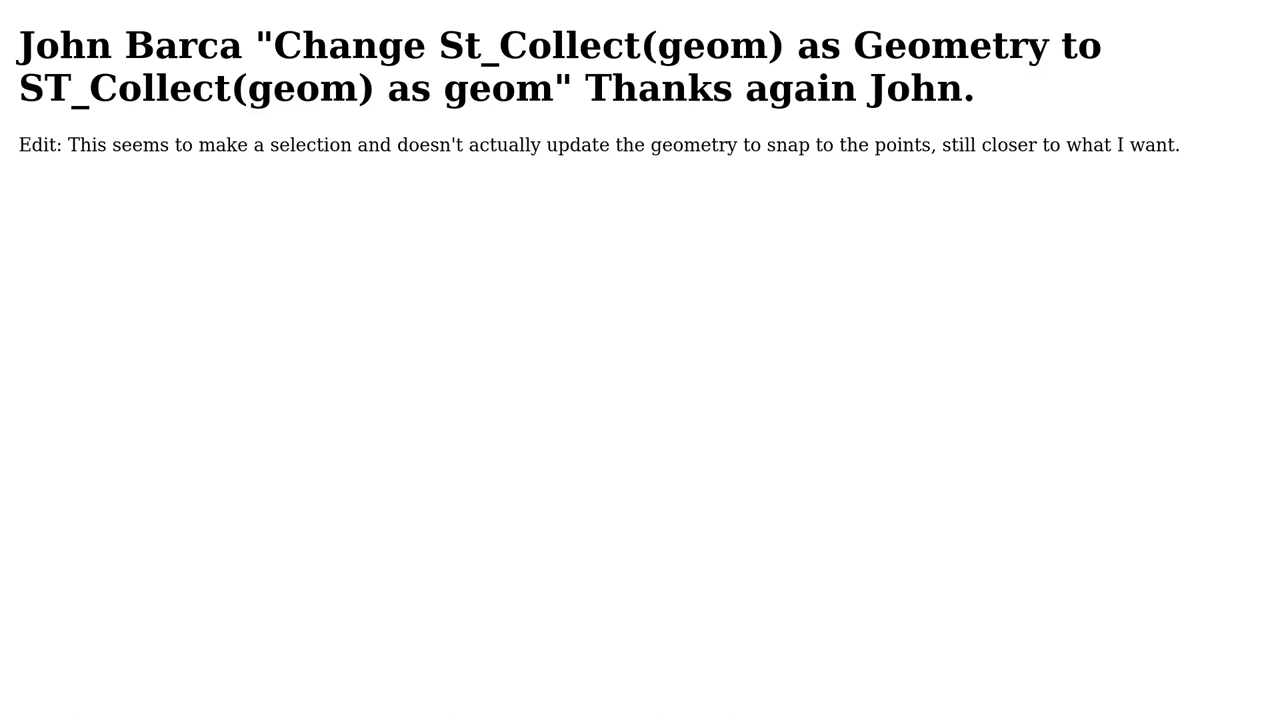 John Barca "Change St_Collect(geom) as Geometry to
ST_Collect(geom) as geom" Thanks again John.
Edit: This seems to make a selection and doesn't actually update the geometry to snap to the points, still closer to what I want.